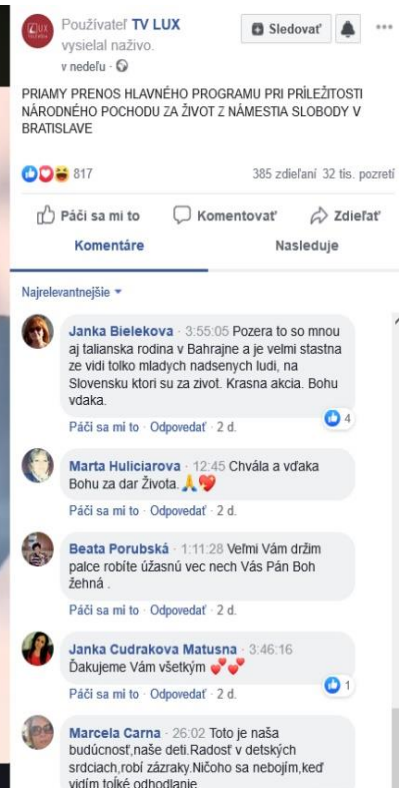 LUX
Používateľ TV LUX
vysielal naživo.
Sledovať
v nedeľu ·
PRIAMY PRENOS HLAVNÉHO PROGRAMU PRI PRÍLEŽITOSTI
NÁRODNÉHO POCHODU ZA ŽIVOT Z NÁMESTIA SLOBODY V
BRATISLAVE
817
385 zdieľaní 32 tis. pozretí
Páči sa mi to
Komentovať
Zdieľať
Komentáre
Nasleduje
Najrelevantnejšie
Janka Bielekova · 3:55:05 Pozera to so mnou
aj talianska rodina v Bahrajne a je velmi stastna
ze vidi tolko mladych nadsenych ludi, na
Slovensku ktori su za zivot. Krasna akcia. Bohu
vdaka.
4
Páči sa mi to · Odpovedať · 2 d.
Marta Huliciarova · 12:45 Chvála a vďaka
Bohu za dar Života.🙏💖
Páči sa mi to · Odpovedať · 2 d.
Beata Porubská · 1:11:28 Veľmi Vám držim
palce robíte úžasnú vec nech Vás Pán Boh
žehná .
Páči sa mi to · Odpovedať · 2 d.
Janka Cudrakova Matusna · 3:46:16
Ďakujeme Vám všetkým 💕💕
1
Páči sa mi to · Odpovedať · 2 d.
Marcela Carna · 26:02 Toto je naša
budúcnosť,naše deti.Radosť v detských
srdciach,robí zázraky.Ničoho sa nebojím,keď
vidím toľké odhodlanie